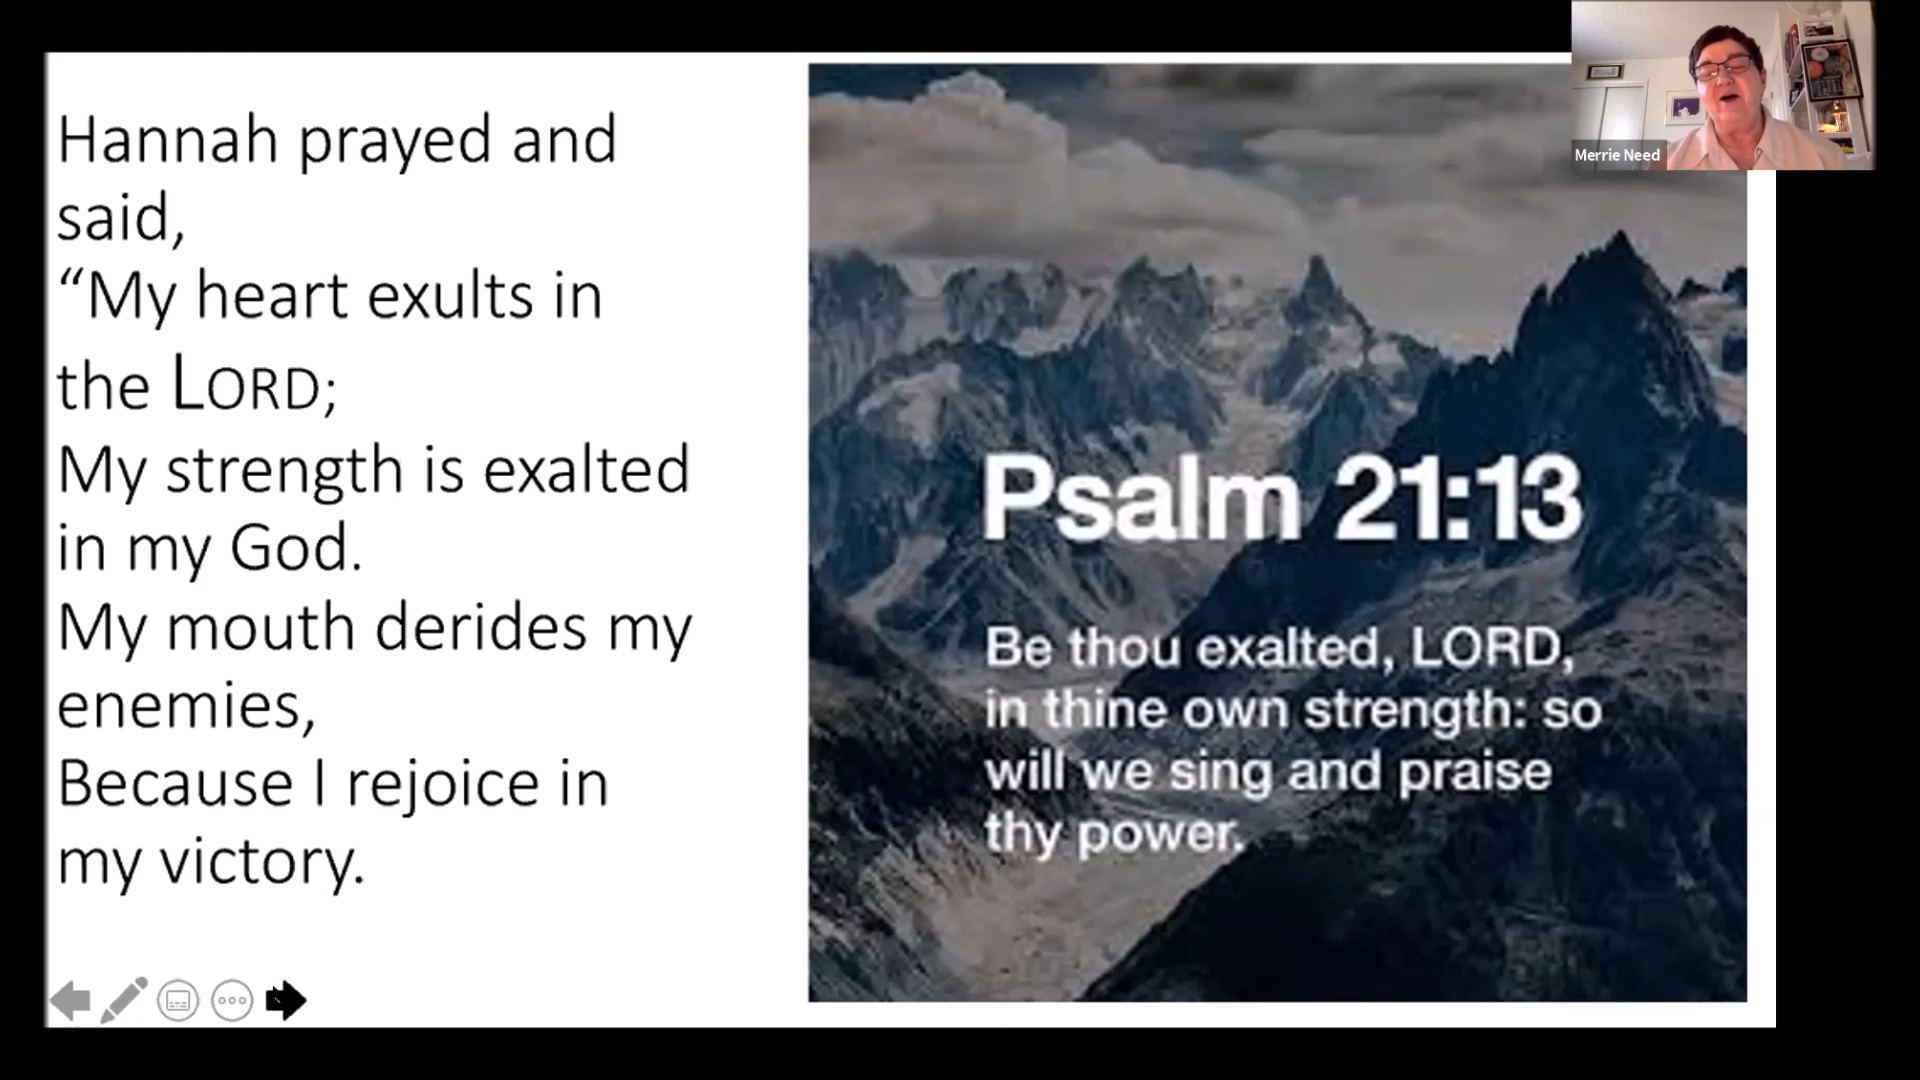 Hannah prayed and
said,
“My heart exults in
the LORD;
My strength is exalted
in my God.
My mouth derides my
enemies,
Because I rejoice in
my victory.
Psalm 21:13
Be thou exalted, LORD,
in thine own strength: so
will we sing and praise
thy power.
Merrie Need